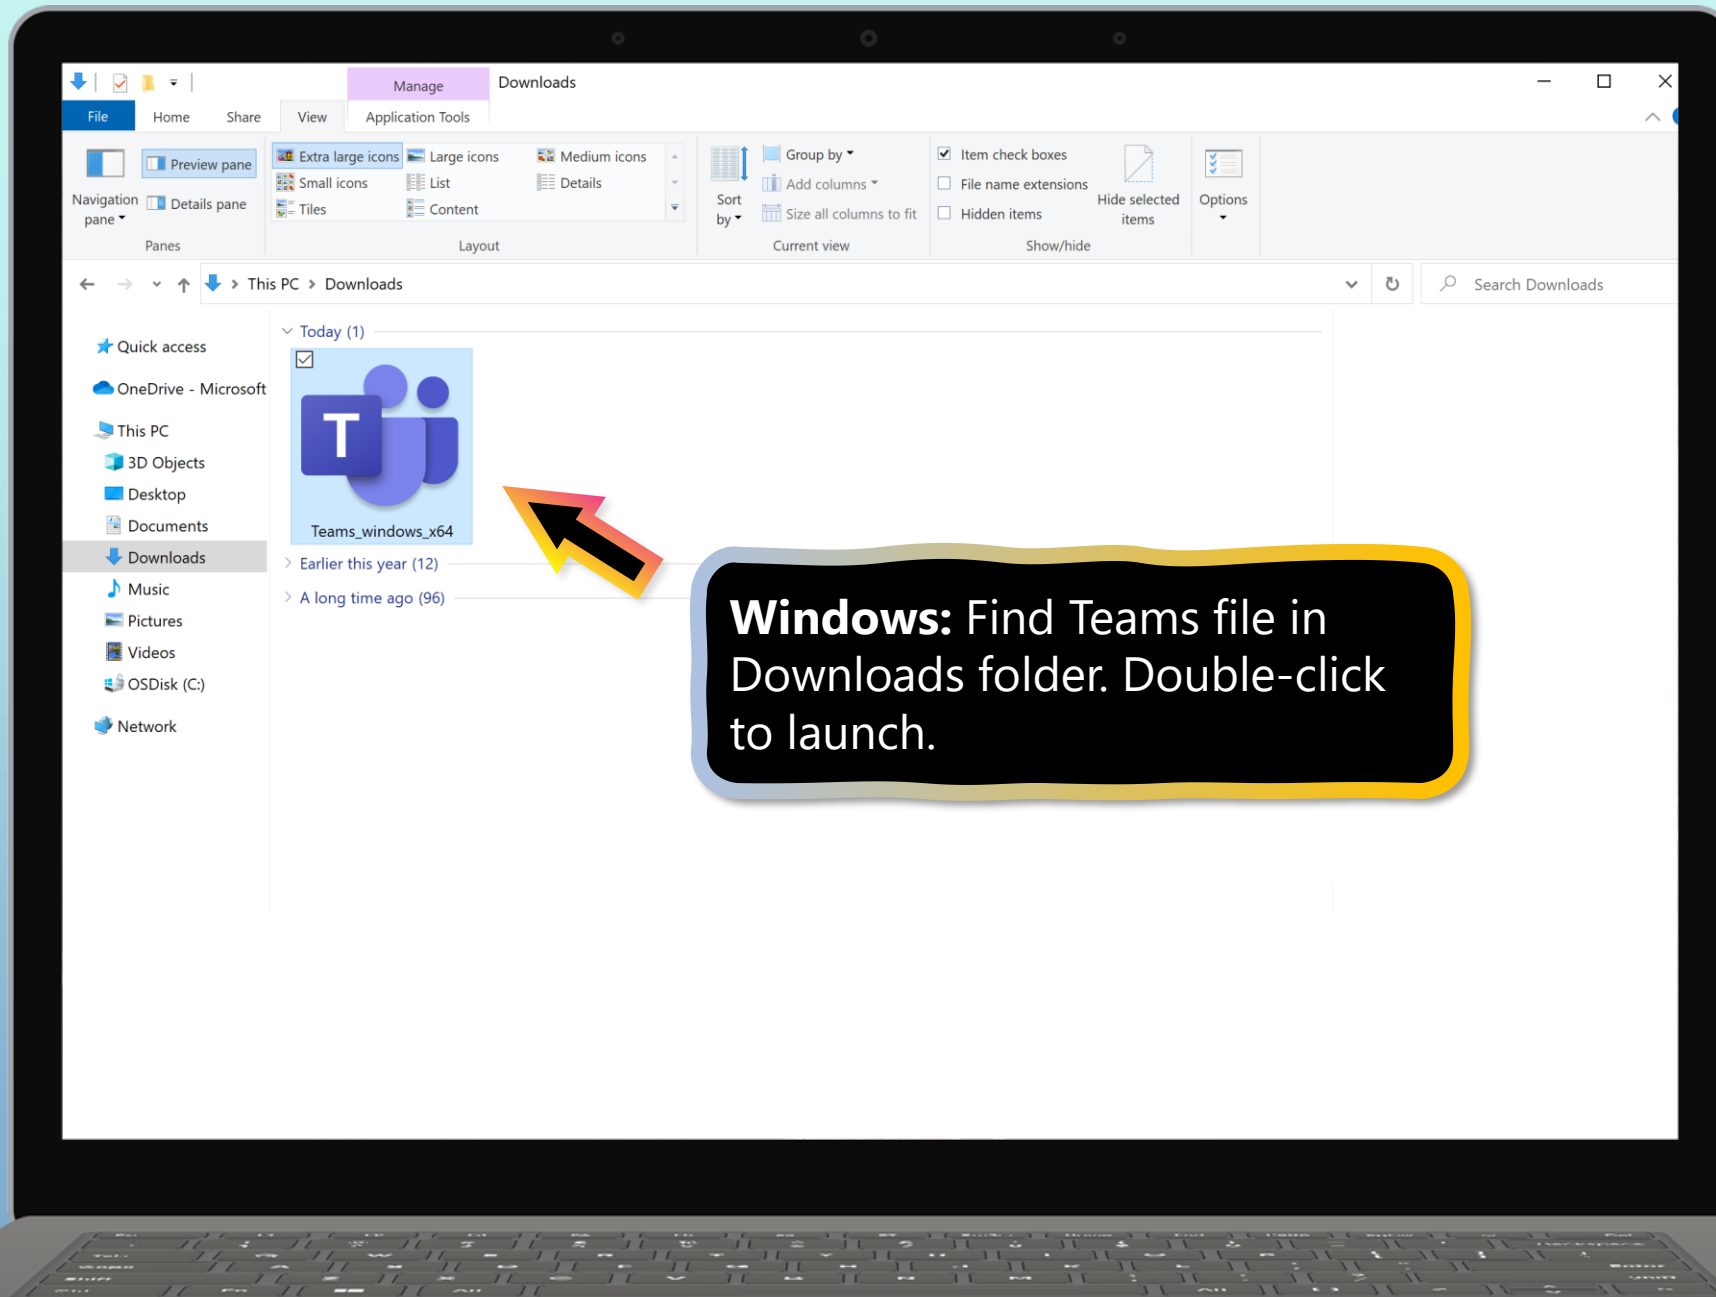 Manage
Downloads
File
Home
Share
View
Application Tools
Navigation
pane
Preview pane
Details pane
Panes
Extra large icons
Large icons
Medium icons
Small icons
List
Details
Tiles
Content
Layout
Sort
by
Group by
Add columns
Size all columns to fit
Current view
Item check boxes
File name extensions
Hidden items
Hide selected
items
Show/hide
Options
This PC > Downloads
Search Downloads
Quick access
OneDrive - Microsoft
This PC
3D Objects
Desktop
Documents
Downloads
Music
Pictures
Videos
OSDisk (C:)
Network
Today (1)
T
Teams_windows_x64
Earlier this year (12)
A long time ago (96)
Windows: Find Teams file in
Downloads folder. Double-click
to launch.